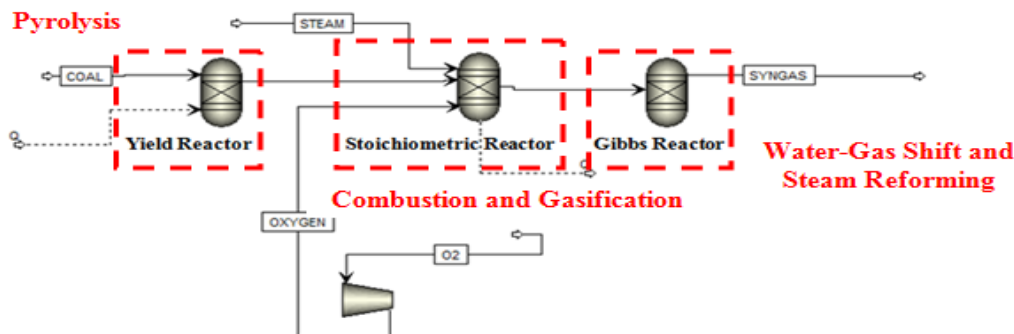 Pyrolysis
STEAM
COAL
SYNGAS
Q
Yield Reactor
Stoichiometric Reactor
Gibbs Reactor
Q
Water-Gas Shift and
Steam Reforming
Combustion and Gasification
OXYGEN
O2